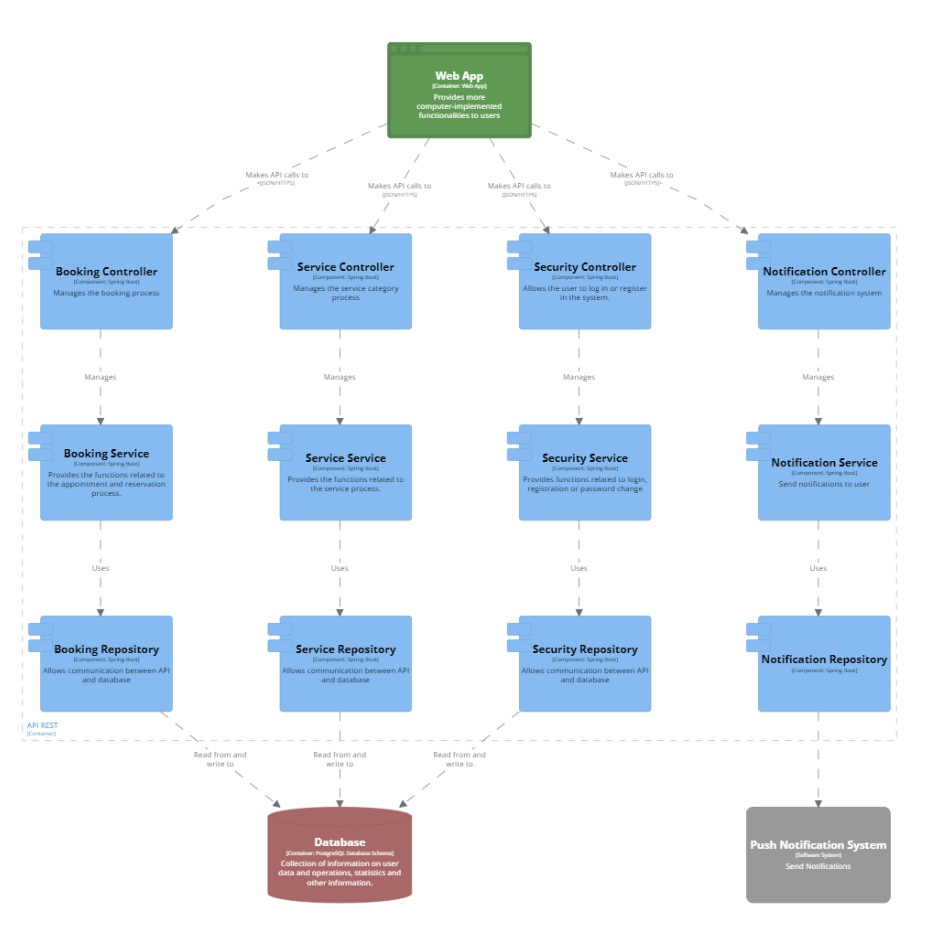 Web App
[Container: Web App]
Provides more
computer-implemented
functionalities to users
Makes API calls to
[JSON/HTTPS]
Makes API calls to
[JSON/HTTPS]
Makes API calls to
[JSON/HTTPS]
Makes API calls to
[JSON/HTTPS]
Booking Controller
[Component: Spring Boot]
Manages the booking process
Service Controller
[Component: Spring Boot]
Manages the service category
process
Security Controller
[Component: Spring Boot]
Allows the user to log in or register
in the system.
Notification Controller
[Component: Spring Boot]
Manages the notification system
Manages
Manages
Manages
Manages
Booking Service
[Component: Spring Boot]
Provides the functions related to
the appointment and reservation
process.
Service Service
[Component: Spring Boot]
Provides the functions related to
the service process.
Security Service
[Component: Spring Boot]
Provides functions related to login,
registration or password change
Notification Service
[Component: Spring Boot]
Send notifications to user
Uses
Uses
Uses
Uses
Booking Repository
[Component: Spring Boot]
Allows communication between API
and database
Service Repository
[Component: Spring Boot]
Allows communication between API
and database
Security Repository
[Component: Spring Boot]
Allows communication between API
and database
Notification Repository
[Component: Spring Boot]
API REST
[Container]
Read from and
write to
Read from and
write to
Read from and
write to
Database
[Container: PostgreSQL Database Schema]
Collection of information on user
data and operations, statistics and
other information.
Push Notification System
[Software System]
Send Notifications